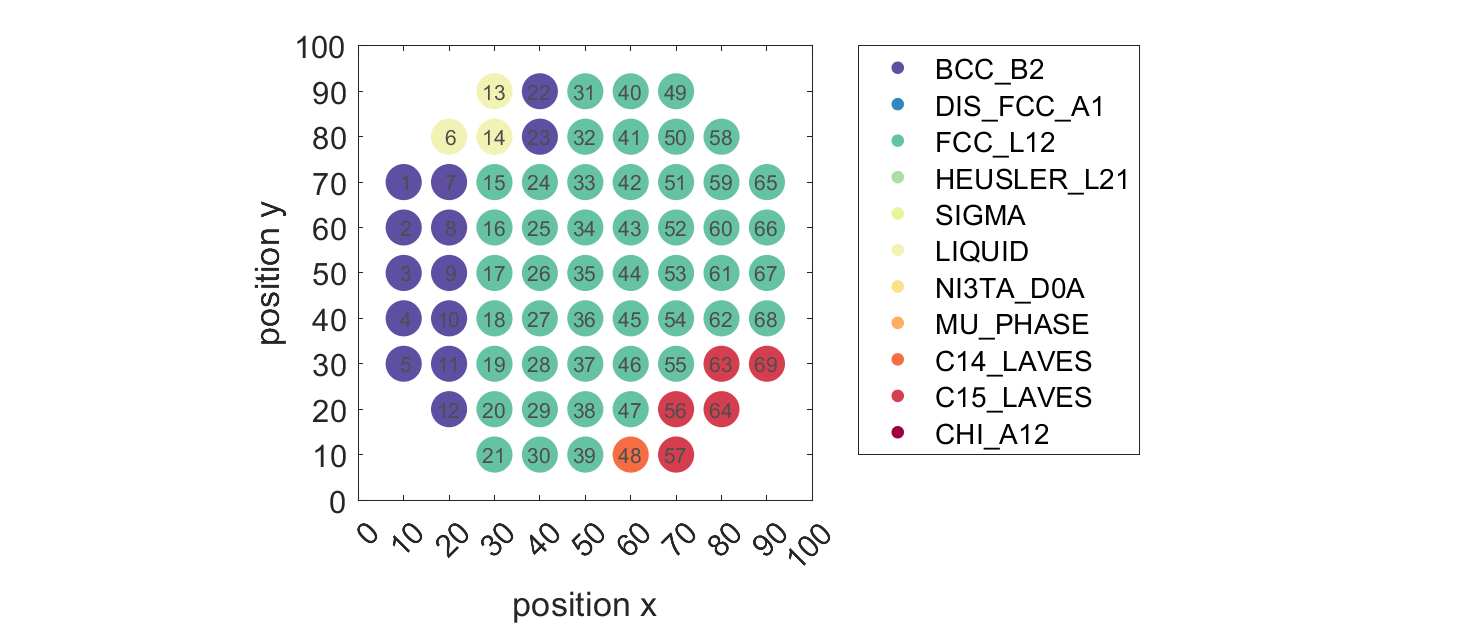 100
90
80
70
60
50
40
30
20
10
0
position y
13 22 31 40 49
6 14 23 32 41 50 58
1 7 15 24 33 42 51 59 65
2 8 16 25 34 43 52 60 66
3 9 17 26 35 44 53 61 67
4 10 18 27 36 45 54 62 68
5 11 19 28 37 46 55 63 69
12 20 29 38 47 56 64
21 30 39 48 57
0 10 20 30 40 50 60 70 80 90 100
position x
BCC_B2
DIS_FCC_A1
FCC_L12
HEUSLER_L21
SIGMA
LIQUID
NI3TA_D0A
MU_PHASE
C14_LAVES
C15_LAVES
CHI_A12